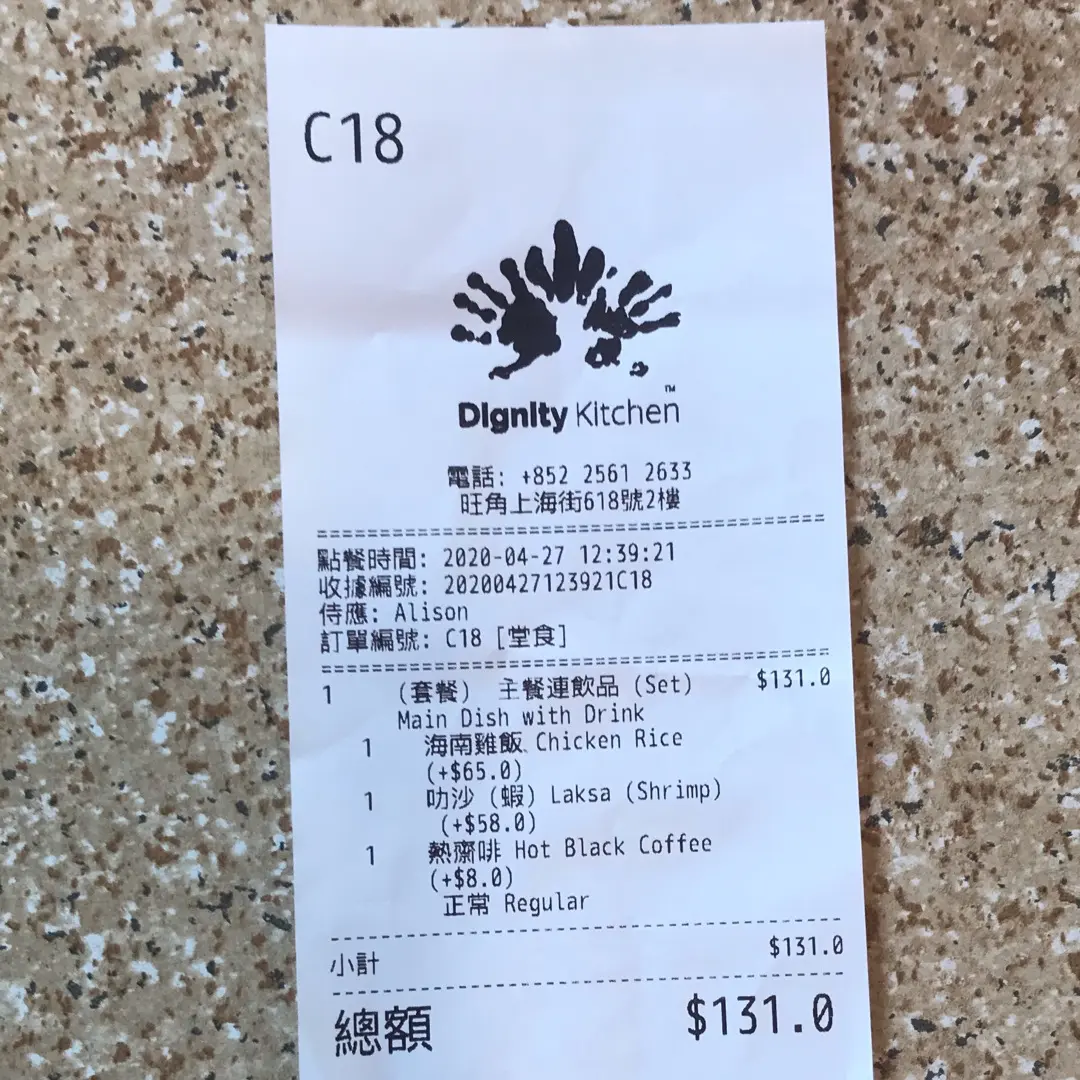 C18
Dignity Kitchen™
電話: +852 2561 2633
旺角上海街618號2樓
點餐時間: 2020-04-27 12:39:21
收據編號: 20200427123921C18
侍應: Alison
訂單編號: C18 [堂食]
1 (套餐) 主餐連飲品 (Set) $131.0
Main Dish with Drink
1 海南雞飯 Chicken Rice
(+$65.0)
1 叻沙 (蝦) Laksa (Shrimp)
(+$58.0)
1 熱齋啡 Hot Black Coffee
(+$8.0)
正常 Regular
小計 $131.0
總額 $131.0